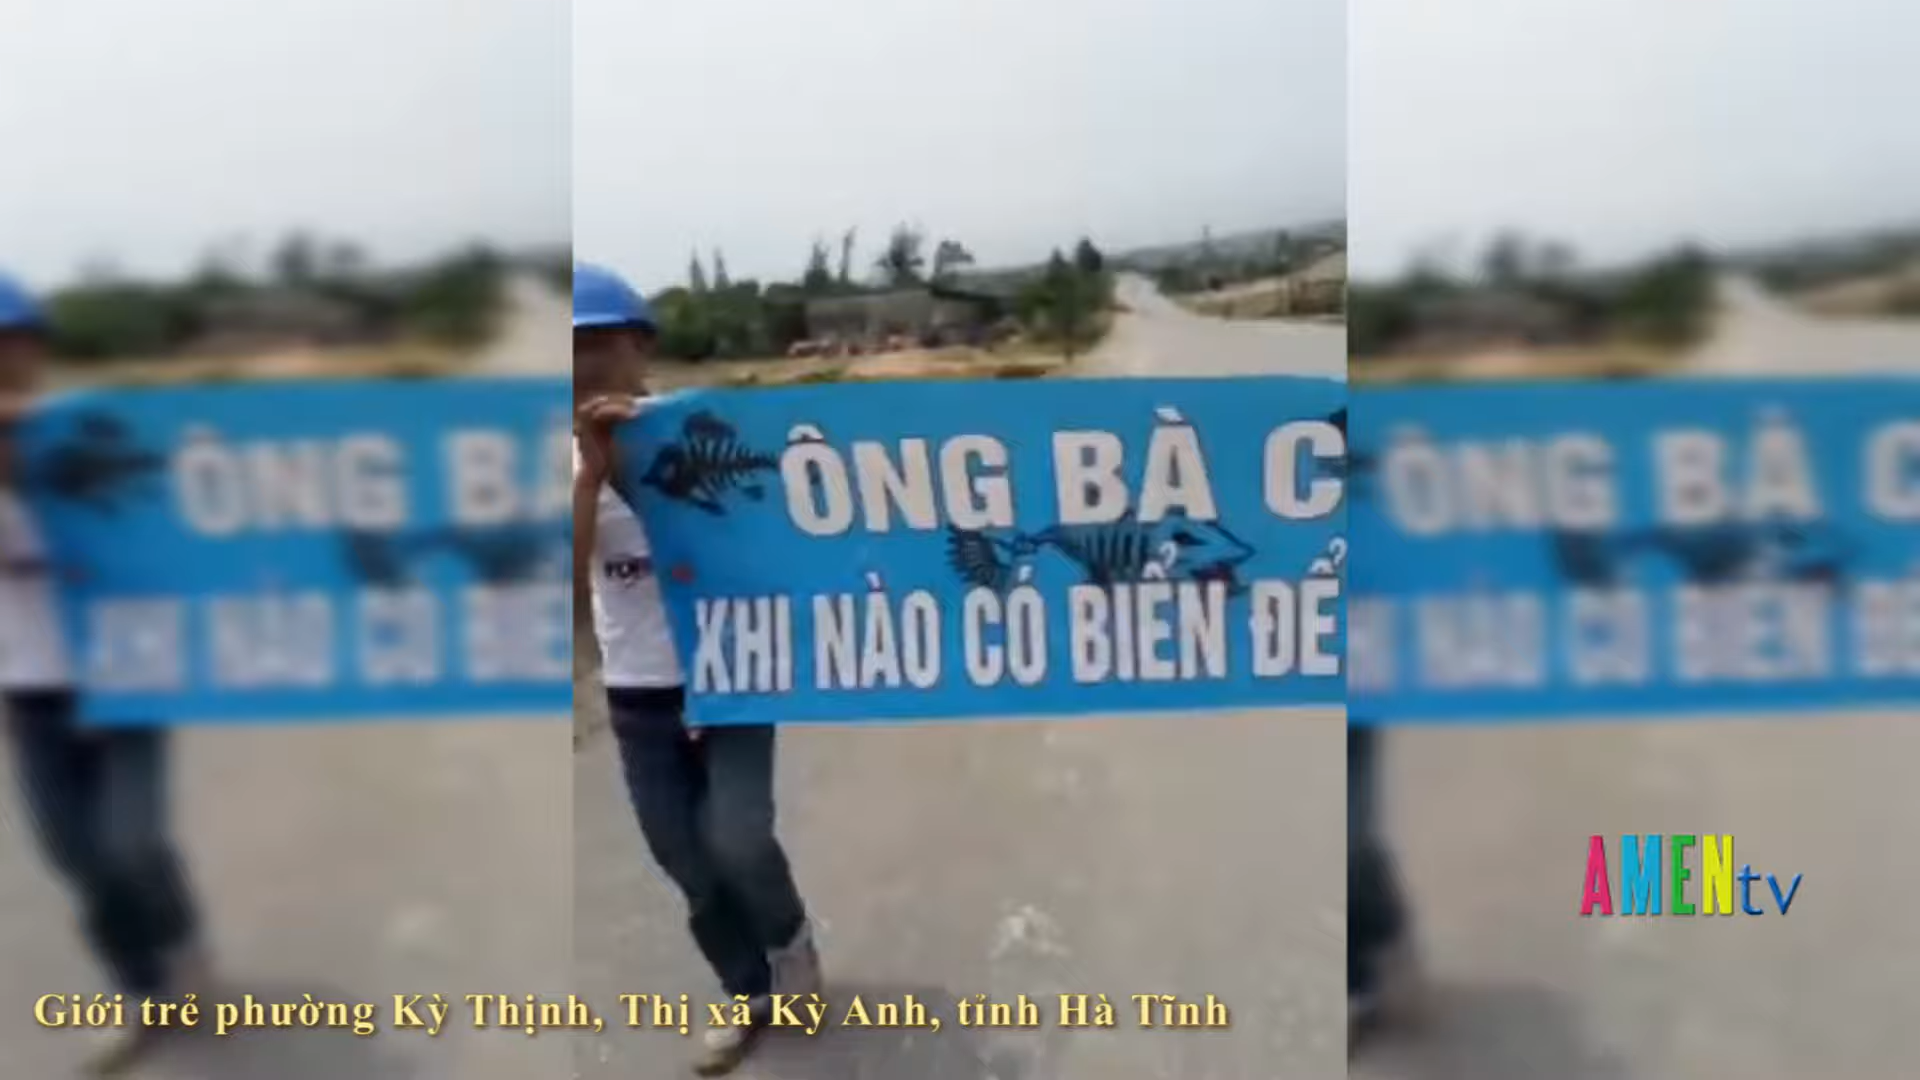 ÔNG BÀ C
KHI NÀO CÓ BIỂN ĐỂ
AMENtv
Giới trẻ phường Kỳ Thịnh, Thị xã Kỳ Anh, tỉnh Hà Tĩnh